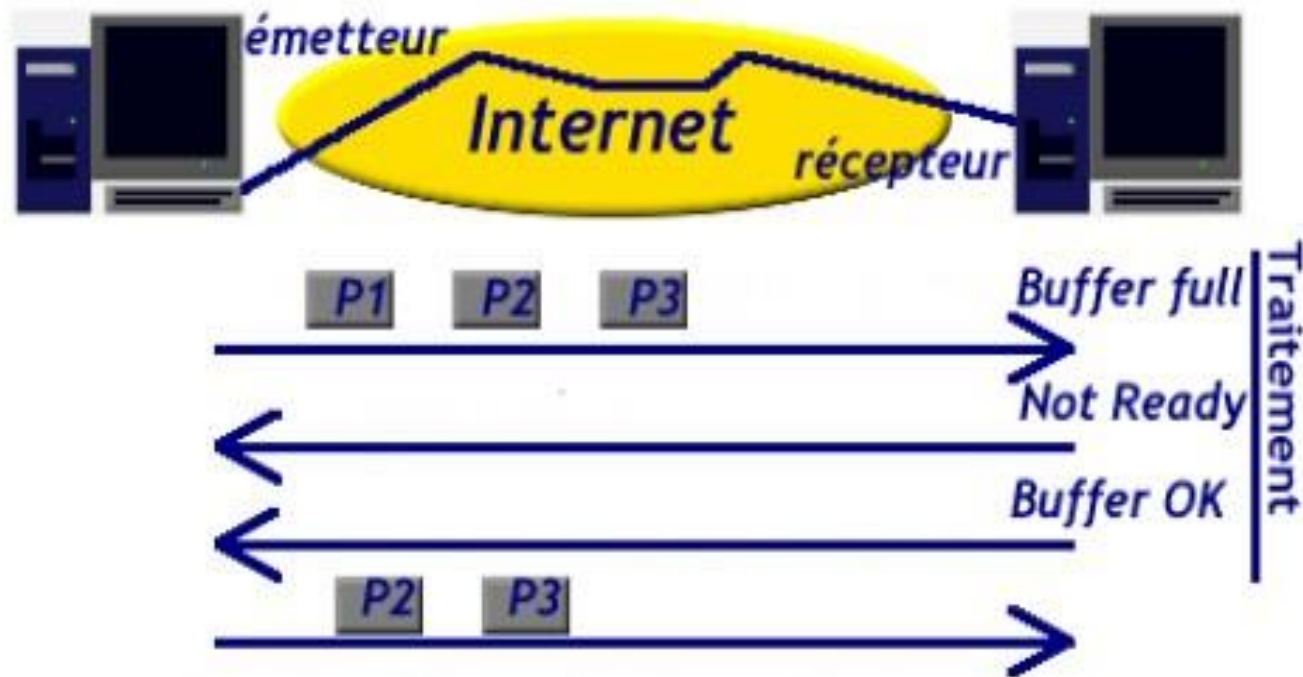 émetteur
Internet
récepteur
P1 P2 P3
Buffer full
Not Ready
Buffer OK
Traitement
P2 P3